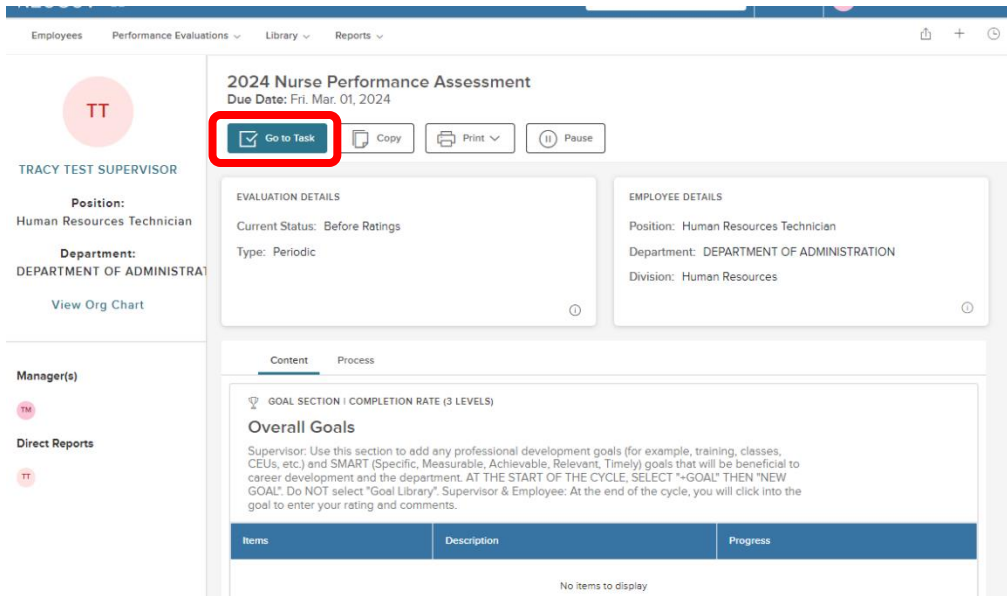 Employees Performance Evaluations Library Reports
TT
TRACY TEST SUPERVISOR
Position:
Human Resources Technician
Department:
DEPARTMENT OF ADMINISTRAT
View Org Chart
Manager(s)
TM
Direct Reports
TT
2024 Nurse Performance Assessment
Due Date: Fri. Mar. 01, 2024
Go to Task Copy Print Pause
EVALUATION DETAILS
Current Status: Before Ratings
Type: Periodic
EMPLOYEE DETAILS
Position: Human Resources Technician
Department: DEPARTMENT OF ADMINISTRATION
Division: Human Resources
Content Process
GOAL SECTION | COMPLETION RATE (3 LEVELS)
Overall Goals
Supervisor: Use this section to add any professional development goals (for example, training, classes,
CEUs, etc.) and SMART (Specific, Measurable, Achievable, Relevant, Timely) goals that will be beneficial to
career development and the department. AT THE START OF THE CYCLE, SELECT "+GOAL" THEN "NEW
GOAL". Do NOT select "Goal Library". Supervisor & Employee: At the end of the cycle, you will click into the
goal to enter your rating and comments.
Items Description Progress
No items to display